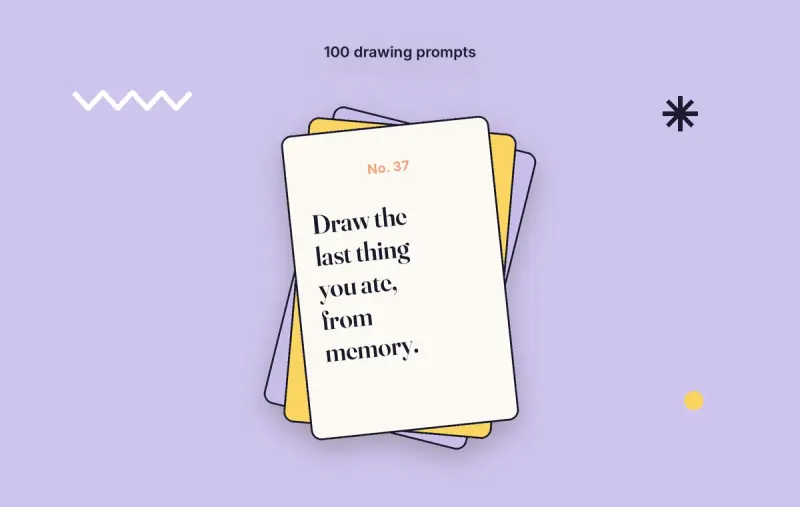 100 drawing prompts
No. 37
Draw the
last thing
you ate,
from
memory.